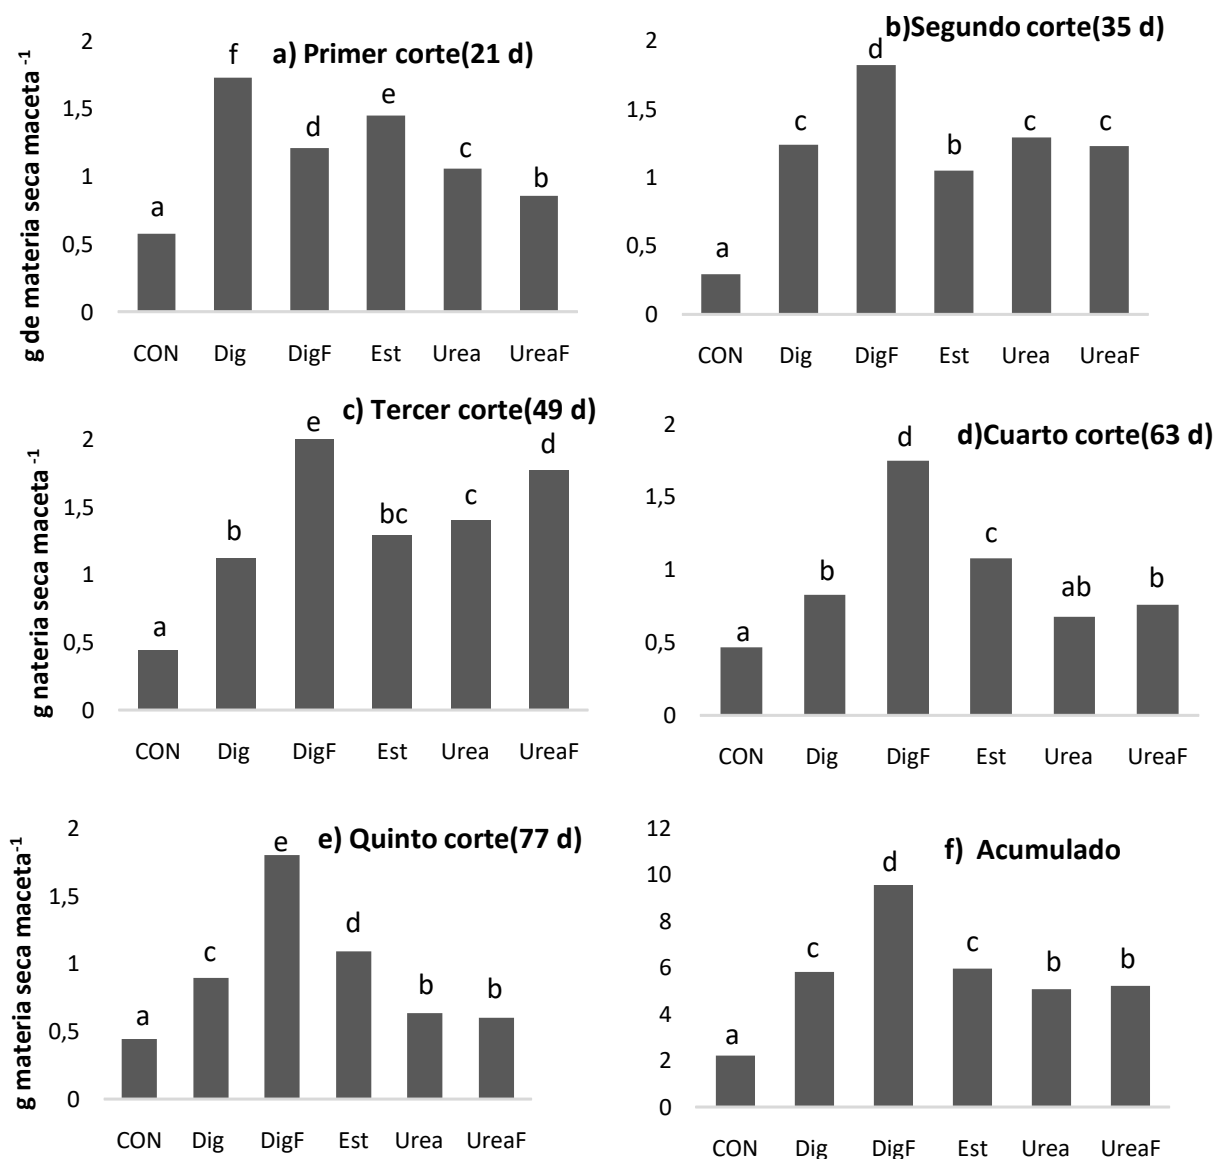 g de materia seca maceta -1
a) Primer corte(21 d)
2
1,5
1
0,5
0
a
f
d
e
c
b
CON Dig DigF Est Urea UreaF
b)Segundo corte(35 d)
2
1,5
1
0,5
0
a
c
d
b
c
c
CON Dig DigF Est Urea UreaF
g nateria seca maceta -1
c) Tercer corte(49 d)
2
1,5
1
0,5
0
a
b
e
bc
c
d
CON Dig DigF Est Urea UreaF
d)Cuarto corte(63 d)
2
1,5
1
0,5
0
a
b
d
c
ab
b
CON Dig DigF Est Urea UreaF
g materia seca maceta-1
e) Quinto corte(77 d)
2
1,5
1
0,5
0
a
c
e
d
b
b
CON Dig DigF Est Urea UreaF
f) Acumulado
12
10
8
6
4
2
0
a
c
d
c
b
b
CON Dig DigF Est Urea UreaF